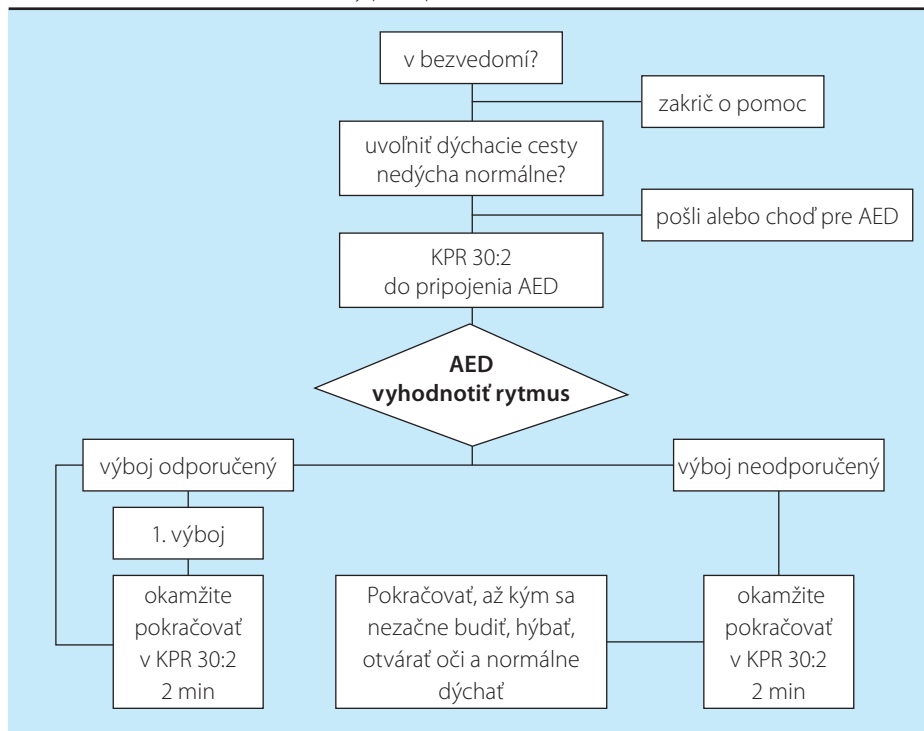 v bezvedomí?
zakrič o pomoc
uvoľniť dýchacie cesty
nedýcha normálne?
pošli alebo choď pre AED
KPR 30:2
do pripojenia AED
AED
vyhodnotiť rytmus
výboj odporučený
výboj neodporučený
1. výboj
okamžite
pokračovať
v KPR 30:2
2 min
Pokračovať, až kým sa
nezačne budiť, hýbať,
otvárať oči a normálne
dýchať
okamžite
pokračovať
v KPR 30:2
2 min